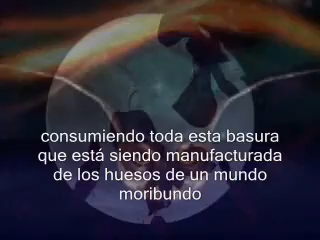 consumiendo toda esta basura
que está siendo manufacturada
de los huesos de un mundo
moribundo